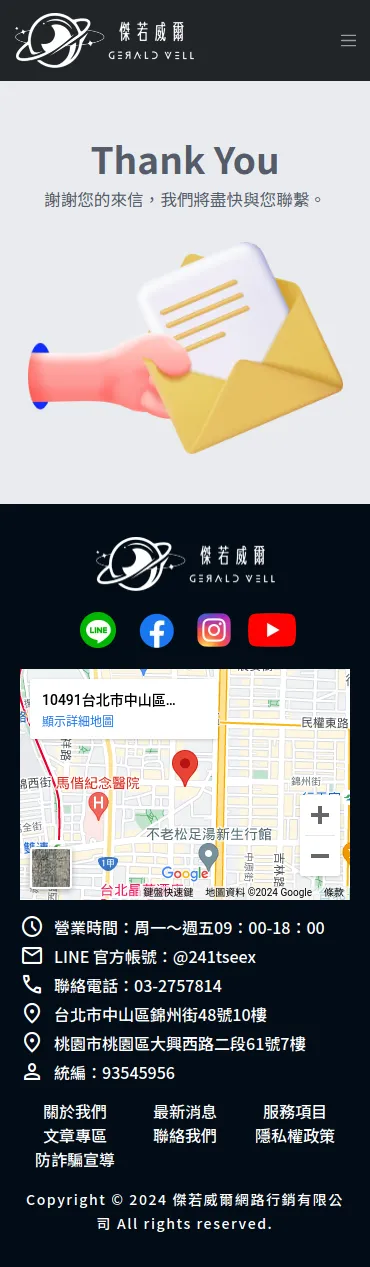 傑若威爾
GERALD WELL
Thank You
謝謝您的來信，我們將盡快與您聯繫。
傑若威爾
GERALD WELL
LINE
10491台北市中山區…
顯示詳細地圖
民權東路
錦西街
馬偕紀念醫院
錦州街
H
不老松足湯新生行館
雙連
1甲
吉林路
Google
鍵盤快速鍵 地圖資料 ©2024 Google 條款
營業時間：周一～週五09：00-18：00
LINE 官方帳號：@241tseex
聯絡電話：03-2757814
台北市中山區錦州街48號10樓
桃園市桃園區大興西路二段61號7樓
統編：93545956
關於我們 最新消息 服務項目
文章專區 聯絡我們 隱私權政策
防詐騙宣導
Copyright © 2024 傑若威爾網路行銷有限公
司 All rights reserved.